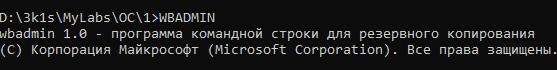 D:\3k1s\MyLabs\OC\1>WBADMIN
wbadmin 1.0 - программа командной строки для резервного копирования
(C) Корпорация Майкрософт (Microsoft Corporation). Все права защищены.